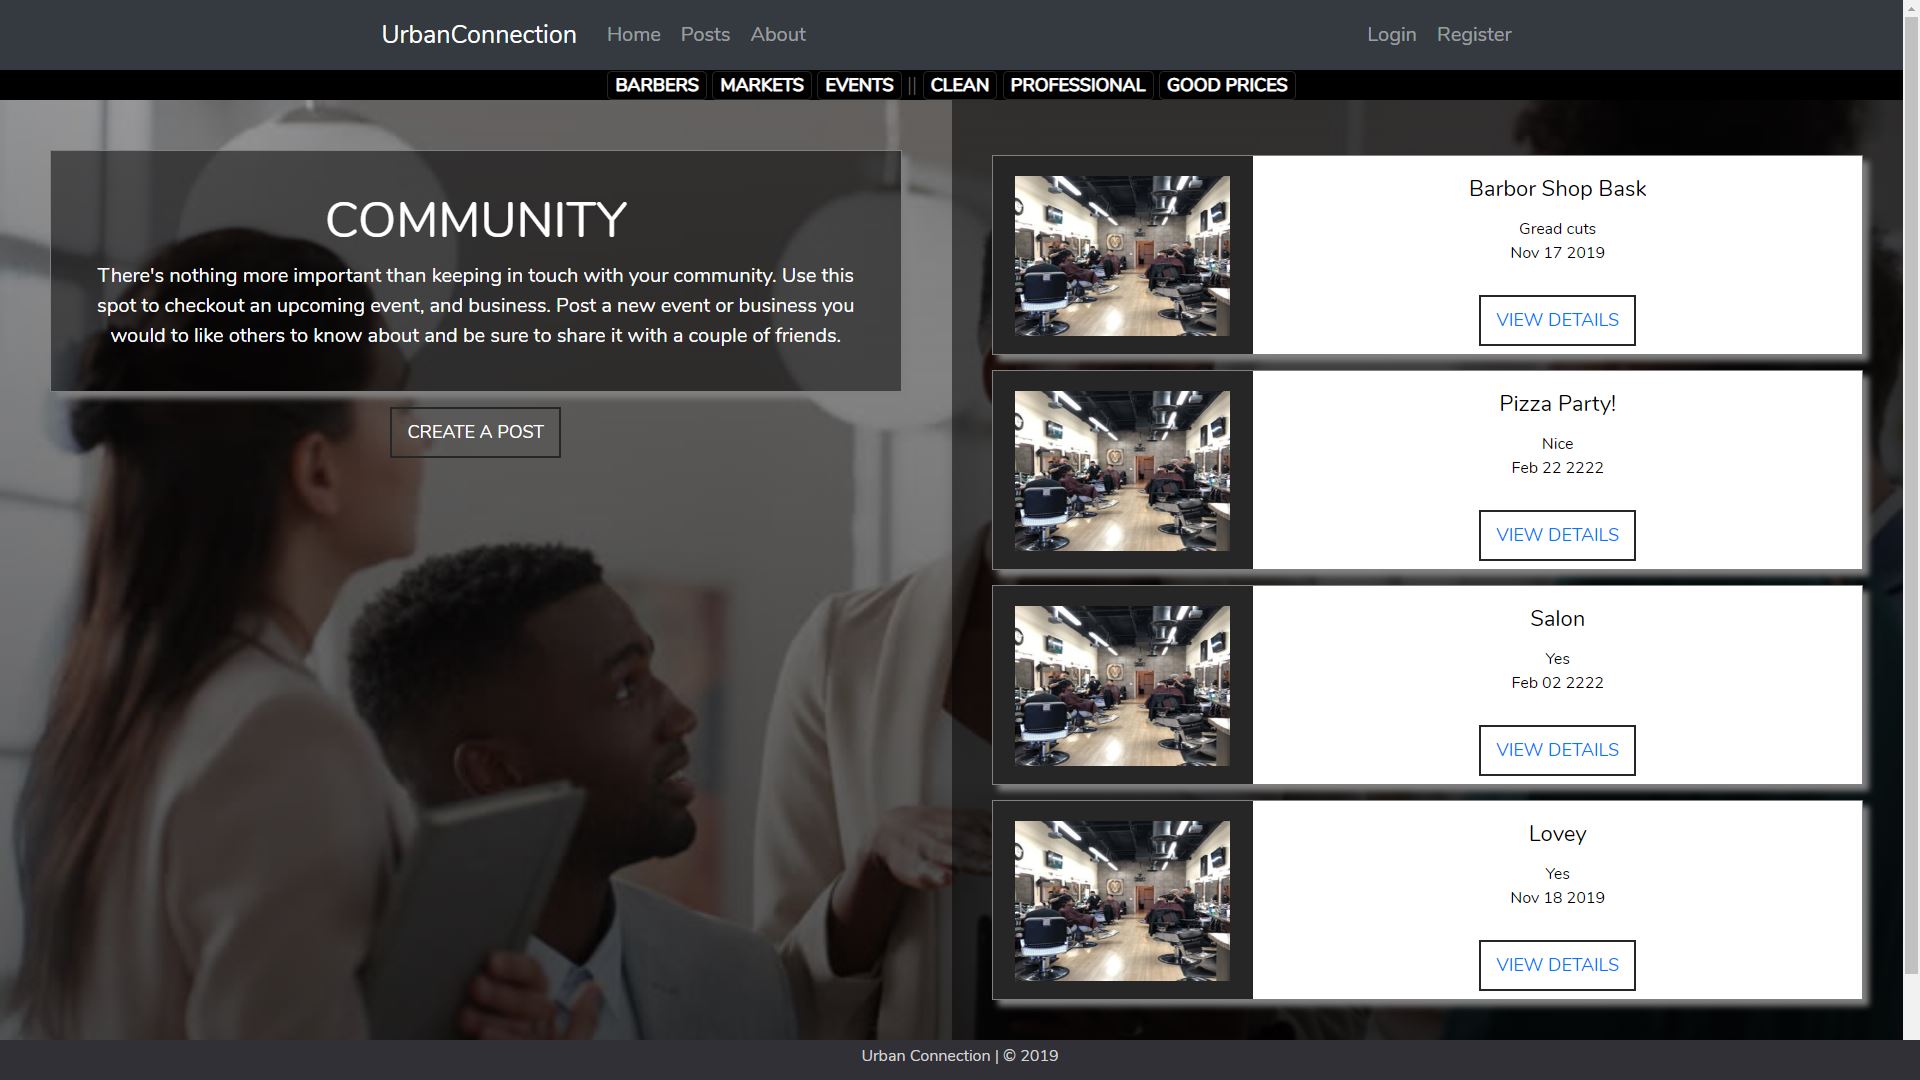 UrbanConnection Home Posts About Login Register
BARBERS MARKETS EVENTS || CLEAN PROFESSIONAL GOOD PRICES
COMMUNITY
There's nothing more important than keeping in touch with your community. Use this
spot to checkout an upcoming event, and business. Post a new event or business you
would to like others to know about and be sure to share it with a couple of friends.
CREATE A POST
Barbor Shop Bask
Gread cuts
Nov 17 2019
VIEW DETAILS
Pizza Party!
Nice
Feb 22 2222
VIEW DETAILS
Salon
Yes
Feb 02 2222
VIEW DETAILS
Lovey
Yes
Nov 18 2019
VIEW DETAILS
Urban Connection | © 2019